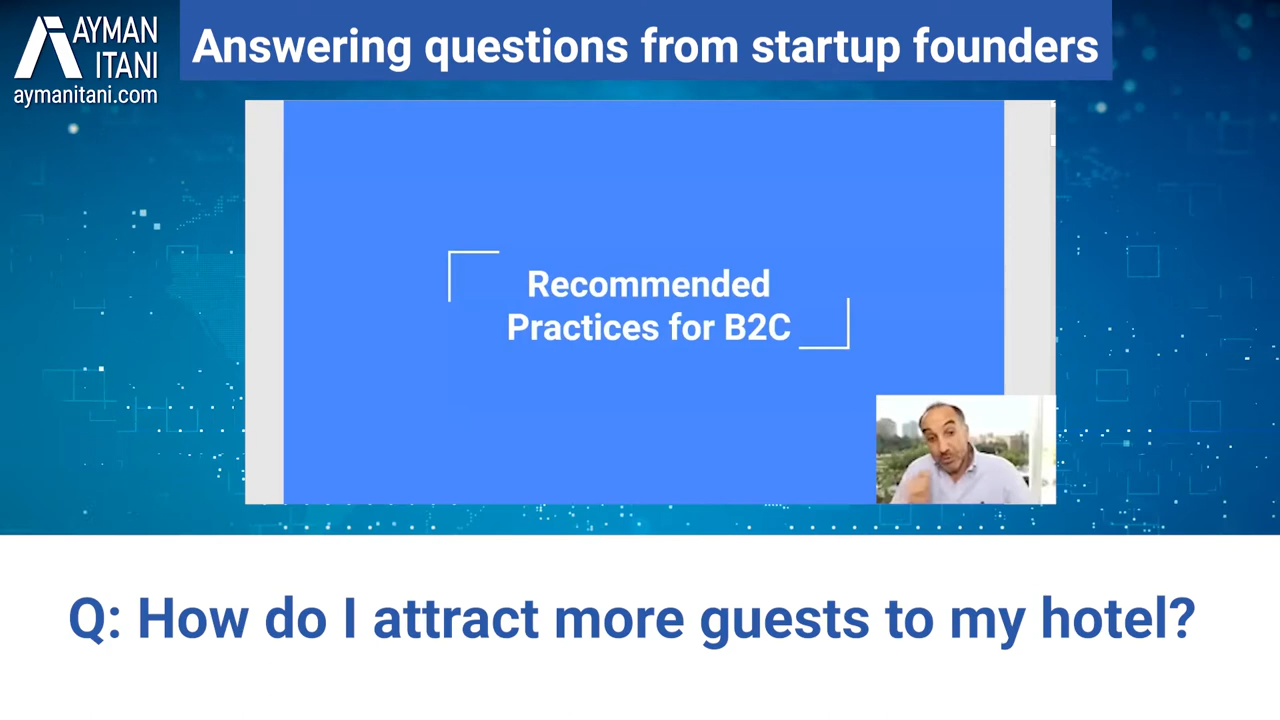 AYMAN
ITANI
aymanitani.com
Answering questions from startup founders
Recommended
Practices for B2C
Q: How do I attract more guests to my hotel?